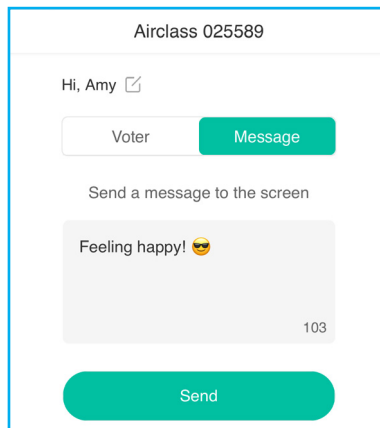 Airclass 025589
Hi, Amy
Voter Message
Send a message to the screen
Feeling happy! 😎
103
Send